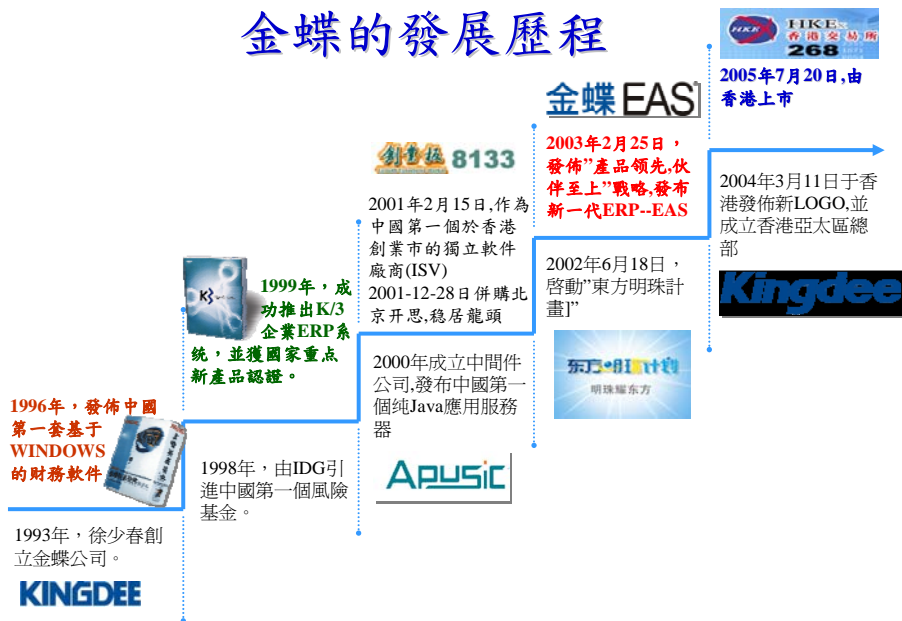 金蝶的發展歷程
HKEx
香港交易所
268
2005年7月20日,由
香港上市
金蝶EAS
2003年2月25日，
發佈”產品领先,伙
伴至上”戰略,發布
新一代ERP--EAS
創業板 8133
2001年2月15日,作為
中國第一個於香港
創業市的獨立軟件
廠商(ISV)
2001-12-28日併購北
京开思,稳居龍頭
2004年3月11日于香
港發佈新LOGO,並
成立香港亞太區總
部
Kingdee
K/3
1999年，成
功推出K/3
企業ERP系
统，並獲國家重点
新產品認證。
2002年6月18日，
啓動”東方明珠計
畫]”
东方明珠计划
明珠耀东方
2000年成立中間件
公司,發布中國第一
個纯Java應用服務
器
Apusic
1996年，發佈中國
第一套基于
WINDOWS
的财務軟件
1998年，由IDG引
進中國第一個風險
基金。
1993年，徐少春創
立金蝶公司。
KINGDEE